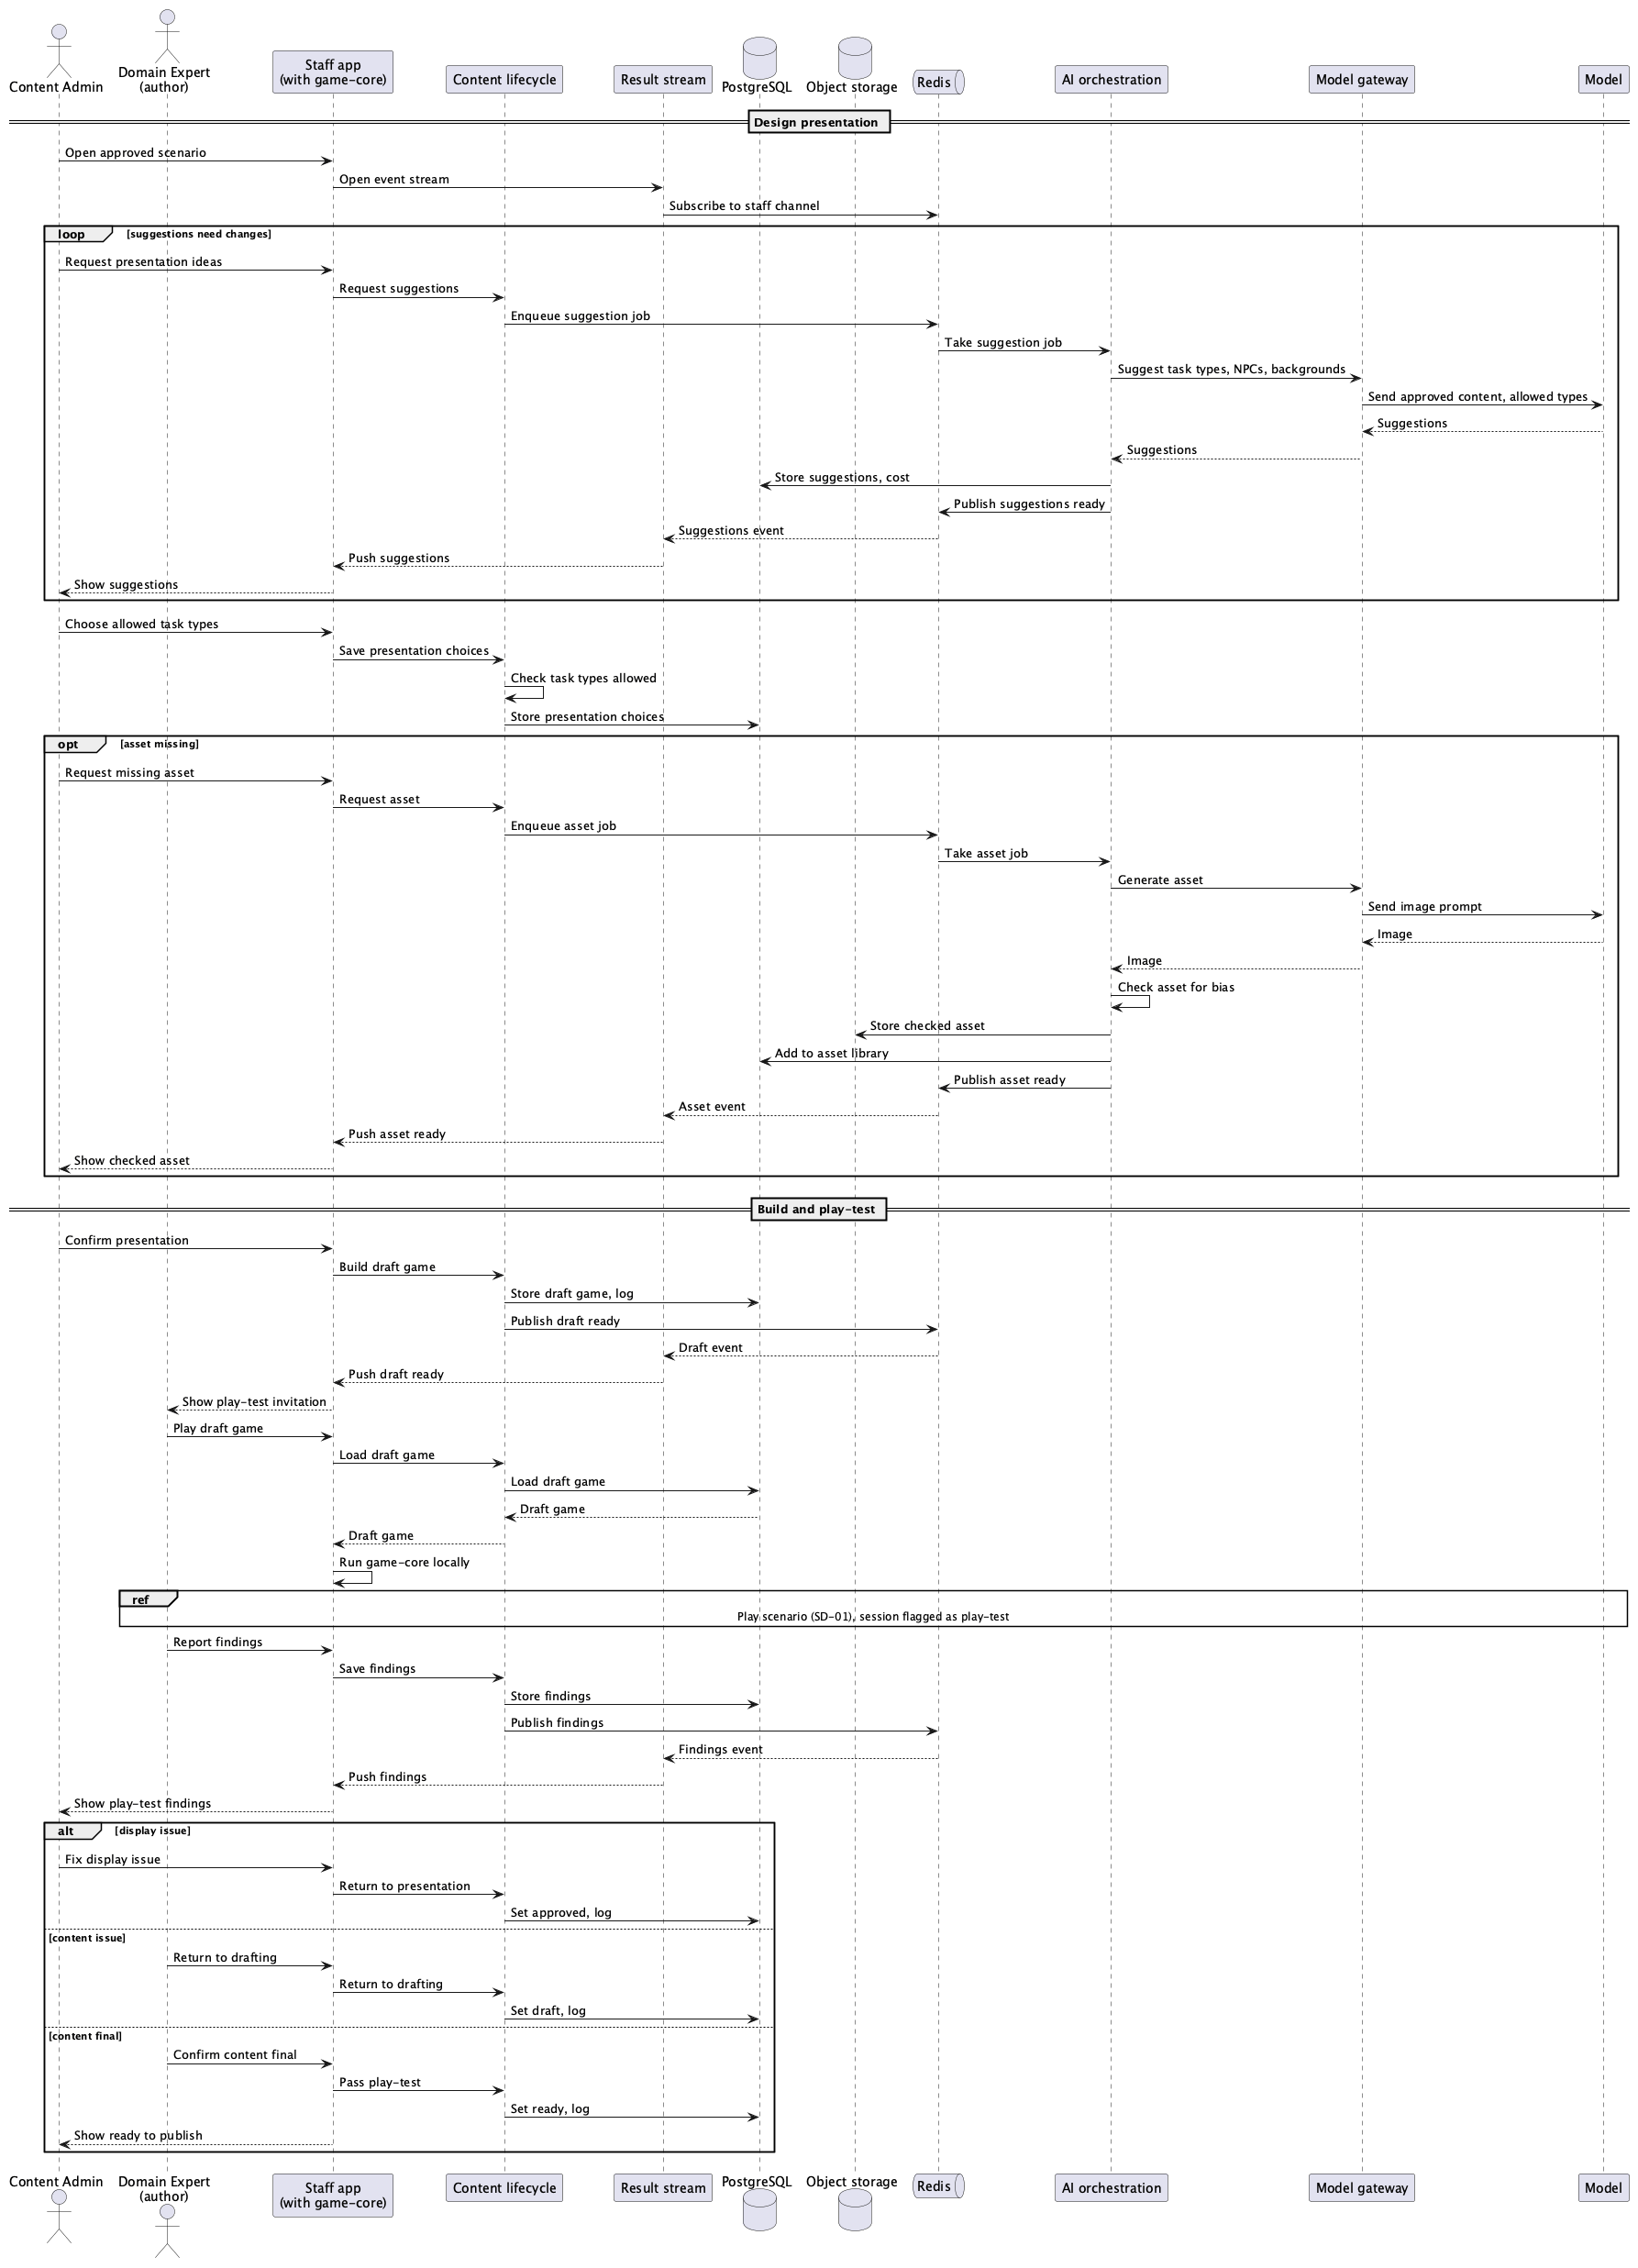 Content Admin
Domain Expert
(author)
Staff app
(with game-core)
Content lifecycle
Result stream
PostgreSQL
Object storage
Redis
AI orchestration
Model gateway
Model
Design presentation
Open approved scenario
Open event stream
Subscribe to staff channel
loop
[suggestions need changes]
Request presentation ideas
Request suggestions
Enqueue suggestion job
Take suggestion job
Suggest task types, NPCs, backgrounds
Send approved content, allowed types
Suggestions
Suggestions
Store suggestions, cost
Publish suggestions ready
Suggestions event
Push suggestions
Show suggestions
Choose allowed task types
Save presentation choices
Check task types allowed
Store presentation choices
opt
[asset missing]
Request missing asset
Request asset
Enqueue asset job
Take asset job
Generate asset
Send image prompt
Image
Image
Check asset for bias
Store checked asset
Add to asset library
Publish asset ready
Asset event
Push asset ready
Show checked asset
Build and play-test
Confirm presentation
Build draft game
Store draft game, log
Publish draft ready
Draft event
Push draft ready
Show play-test invitation
Play draft game
Load draft game
Load draft game
Draft game
Draft game
Run game-core locally
ref
Play scenario (SD-01), session flagged as play-test
Report findings
Save findings
Store findings
Publish findings
Findings event
Push findings
Show play-test findings
alt
[display issue]
Fix display issue
Return to presentation
Set approved, log
[content issue]
Return to drafting
Return to drafting
Set draft, log
[content final]
Confirm content final
Pass play-test
Set ready, log
Show ready to publish
Content Admin
Domain Expert
(author)
Staff app
(with game-core)
Content lifecycle
Result stream
PostgreSQL
Object storage
Redis
AI orchestration
Model gateway
Model